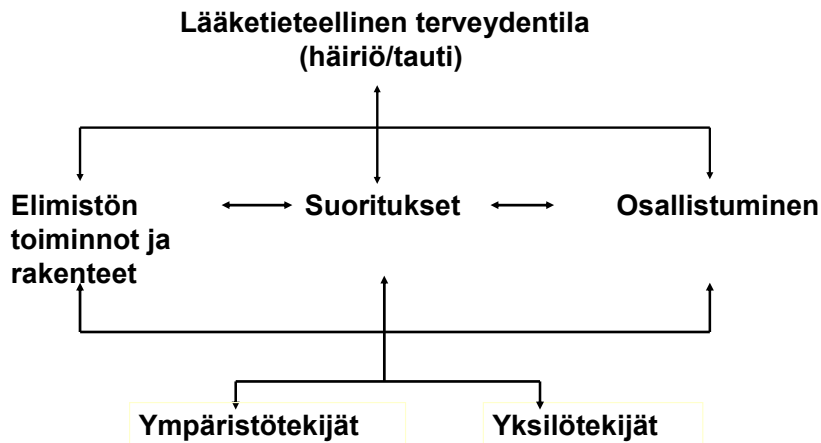 Lääketieteellinen terveydentila
(häiriö/tauti)
Elimistön
toiminnot ja
rakenteet
Suoritukset
Osallistuminen
Ympäristötekijät
Yksilötekijät